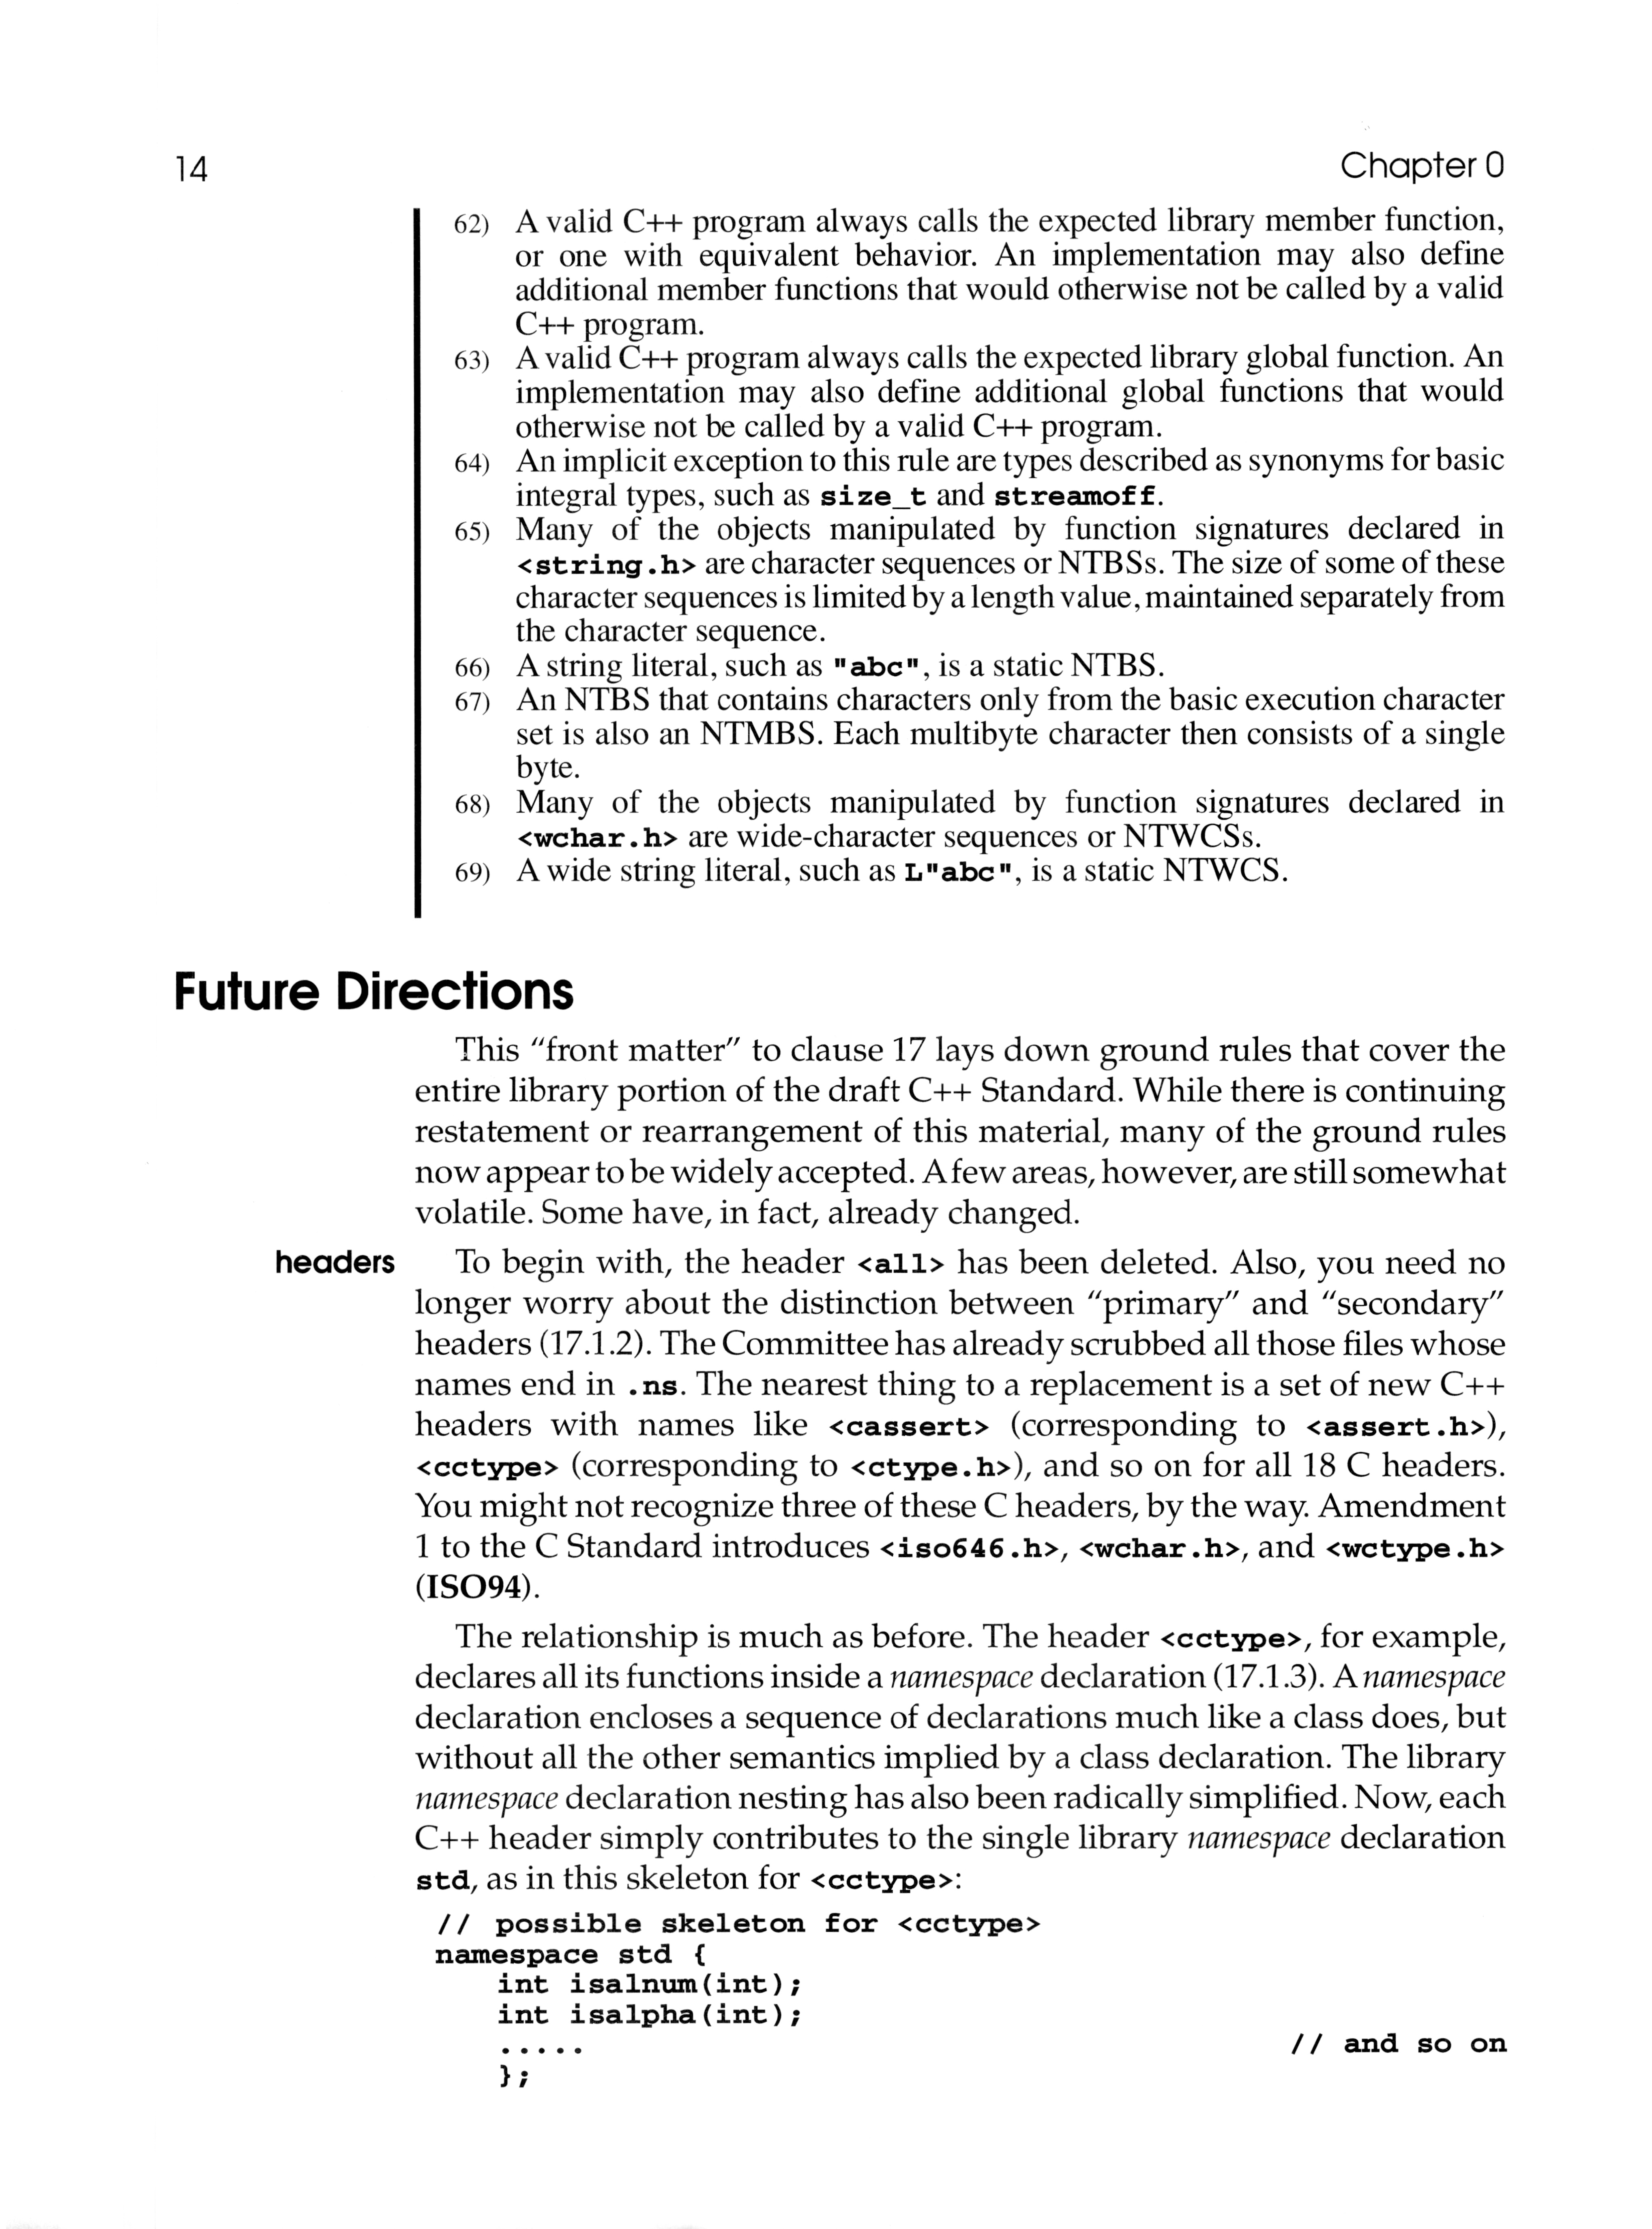 14
Chapter 0
62) A valid C++ program always calls the expected library member function,
or one with equivalent behavior. An implementation may also define
additional member functions that would otherwise not be called by a valid
C++ program.
63) A valid C++ program always calls the expected library global function. An
implementation may also define additional global functions that would
otherwise not be called by a valid C++ program.
64) An implicit exception to this rule are types described as synonyms for basic
integral types, such as size_t and streamoff.
65) Many of the objects manipulated by function signatures declared in
<string.h> are character sequences or NTBSs. The size of some of these
character sequences is limited by a length value, maintained separately from
the character sequence.
66) A string literal, such as "abc", is a static NTBS.
67) An NTBS that contains characters only from the basic execution character
set is also an NTMBS. Each multibyte character then consists of a single
byte.
68) Many of the objects manipulated by function signatures declared in
<wchar.h> are wide-character sequences or NTWCSs.
69) A wide string literal, such as L"abc", is a static NTWCS.
Future Directions
This “front matter” to clause 17 lays down ground rules that cover the
entire library portion of the draft C++ Standard. While there is continuing
restatement or rearrangement of this material, many of the ground rules
now appear to be widely accepted. A few areas, however, are still somewhat
volatile. Some have, in fact, already changed.
headers To begin with, the header <all> has been deleted. Also, you need no
longer worry about the distinction between “primary” and “secondary”
headers (17.1.2). The Committee has already scrubbed all those files whose
names end in .ns. The nearest thing to a replacement is a set of new C++
headers with names like <cassert> (corresponding to <assert.h>),
<cctype> (corresponding to <ctype.h>), and so on for all 18 C headers.
You might not recognize three of these C headers, by the way. Amendment
1 to the C Standard introduces <iso646.h>, <wchar.h>, and <wctype.h>
(ISO94).
The relationship is much as before. The header <cctype>, for example,
declares all its functions inside a namespace declaration (17.1.3). A namespace
declaration encloses a sequence of declarations much like a class does, but
without all the other semantics implied by a class declaration. The library
namespace declaration nesting has also been radically simplified. Now, each
C++ header simply contributes to the single library namespace declaration
std, as in this skeleton for <cctype>:
// possible skeleton for <cctype>
namespace std {
int isalnum(int);
int isalpha(int);
..... // and so on
};